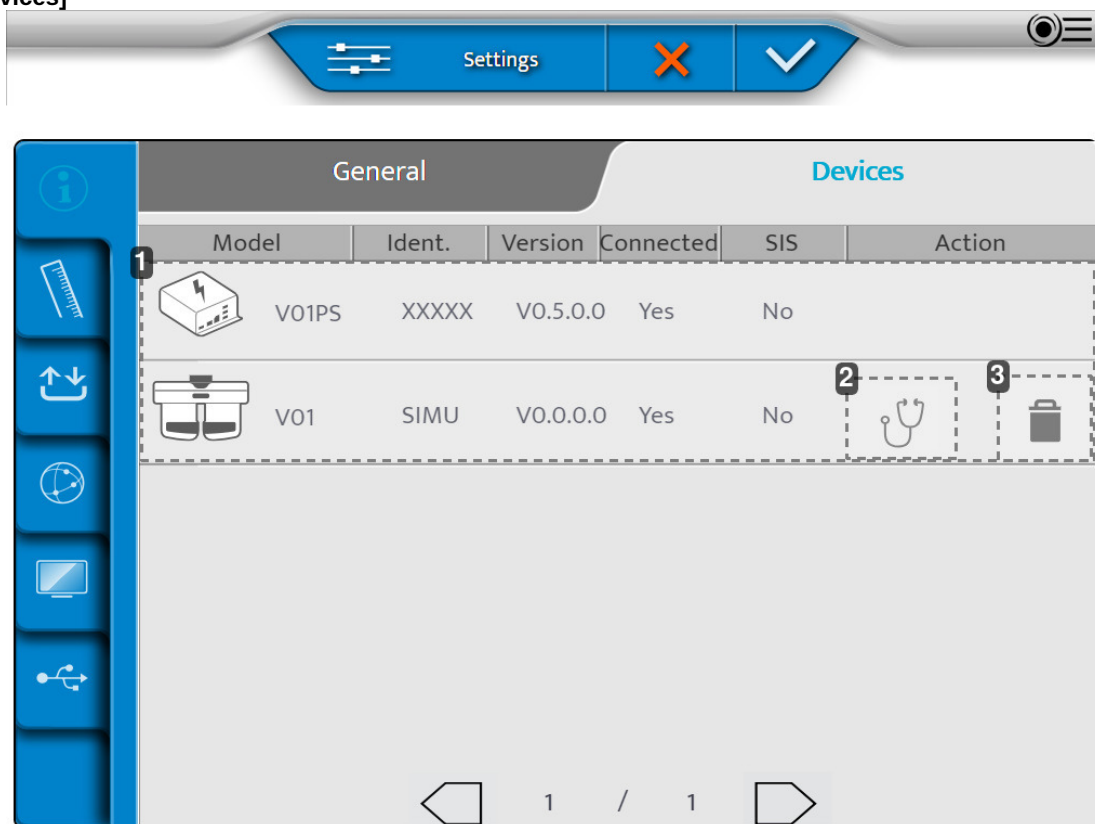 vices]
Settings
General Devices
Model Ident. Version Connected SIS Action
1
V01PS XXXXX V0.5.0.0 Yes No
2 3
V01 SIMU V0.0.0.0 Yes No
1 / 1